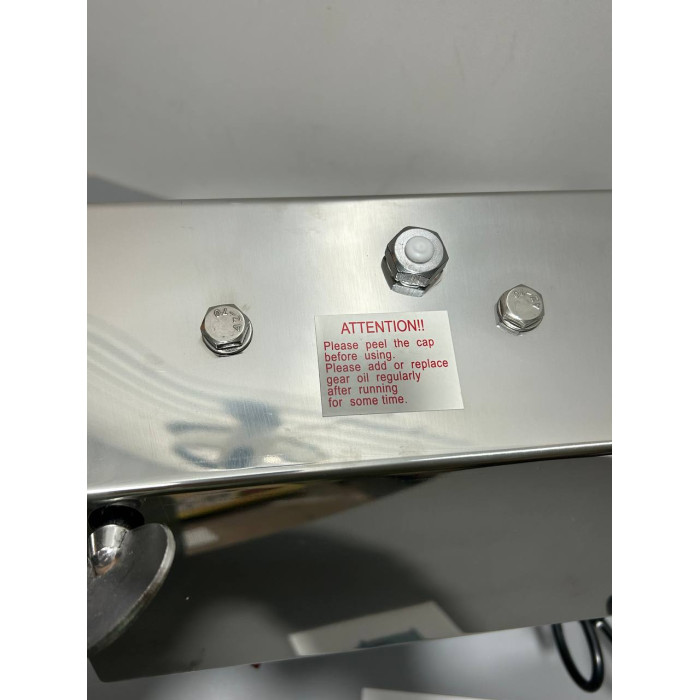 ATTENTION!!
Please peel the cap
before using.
Please add or replace
gear oil regularly
after running
for some time.